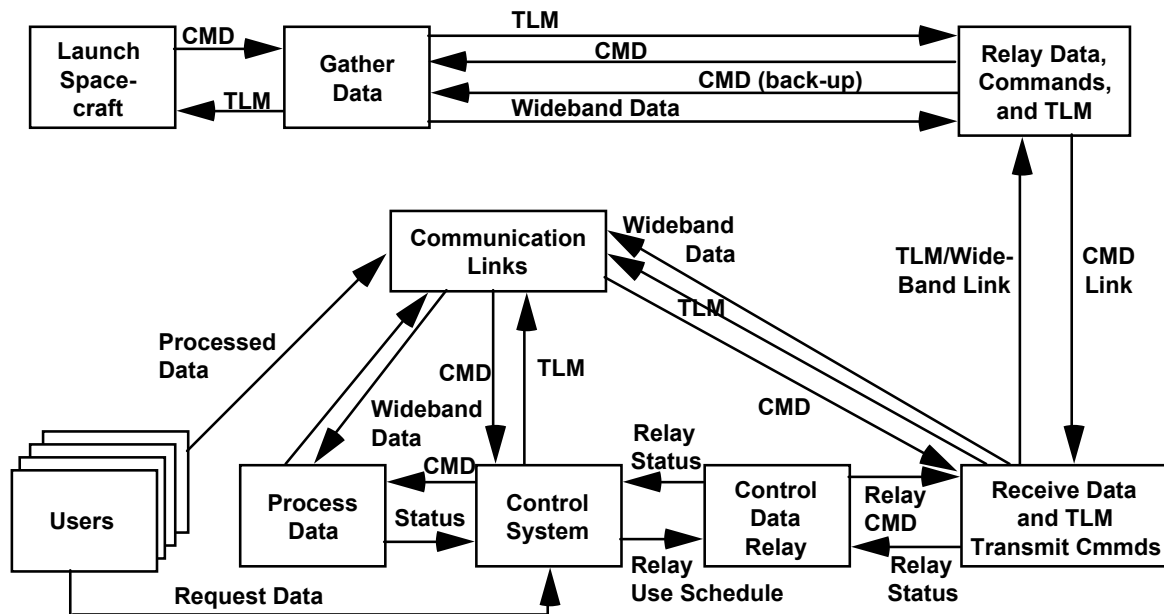 TLM
CMD
CMD
CMD (back-up)
TLM
Wideband Data
Launch
Space-
craft
Gather
Data
Relay Data,
Commands,
and TLM
Communication
Links
Wideband
Data
TLM/Wide-
Band Link
CMD
Link
TLM
Processed
Data
CMD
TLM
Wideband
Data
CMD
Relay
Status
CMD
Users
Process
Data
Status
Control
System
Control
Data
Relay
Relay
CMD
Receive Data
and TLM
Transmit Cmmds
Relay
Use Schedule
Relay
Status
Request Data